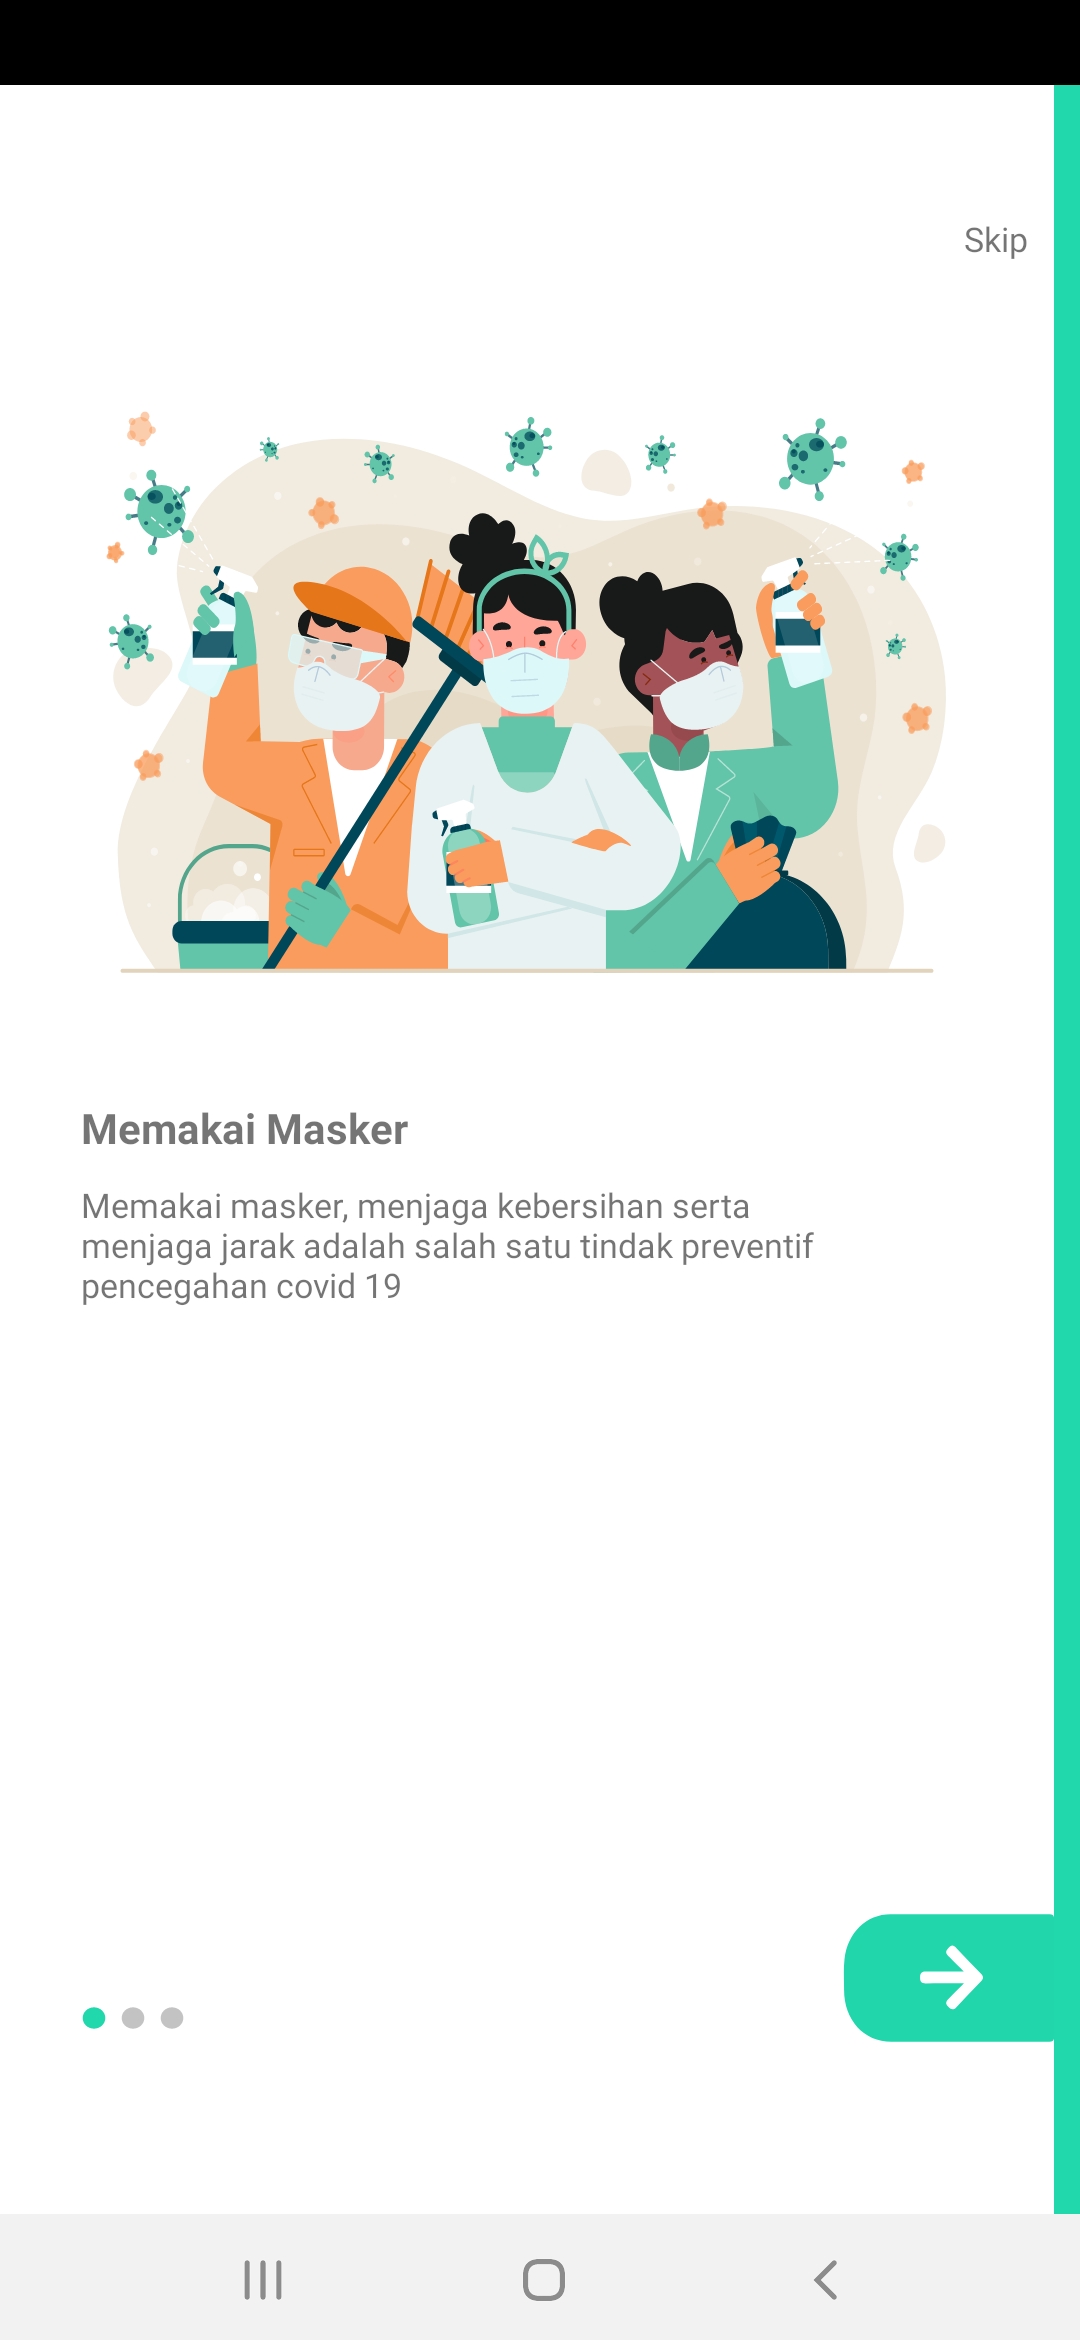 Skip
Memakai Masker
Memakai masker, menjaga kebersihan serta
menjaga jarak adalah salah satu tindak preventif
pencegahan covid 19